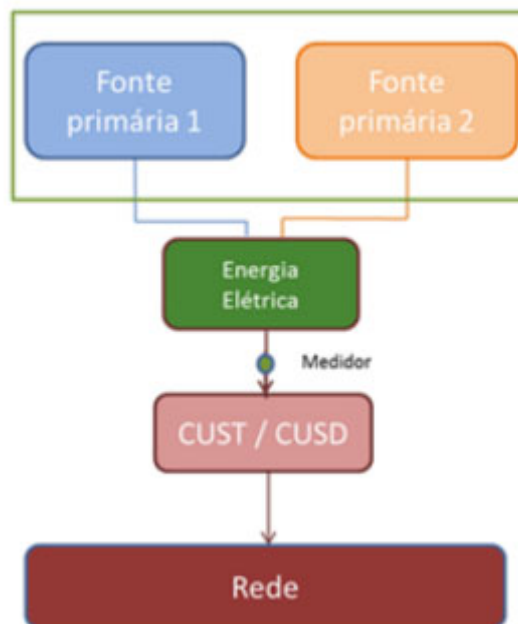 Fonte
primária 1
Fonte
primária 2
Energia
Elétrica
Medidor
CUST / CUSD
Rede